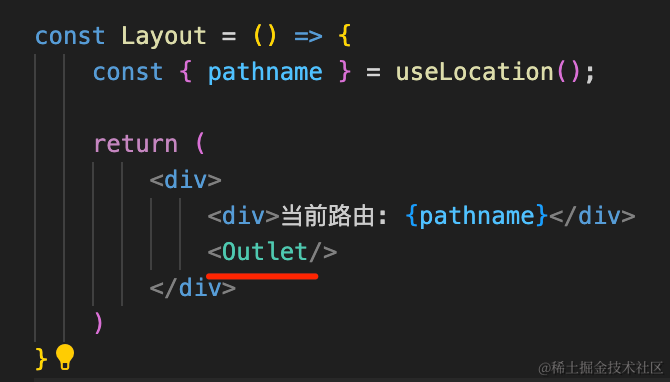 const Layout = () => {
const { pathname } = useLocation();
return (
<div>
<div>当前路由: {pathname}</div>
<Outlet/>
</div>
)
}
@稀土掘金技术社区